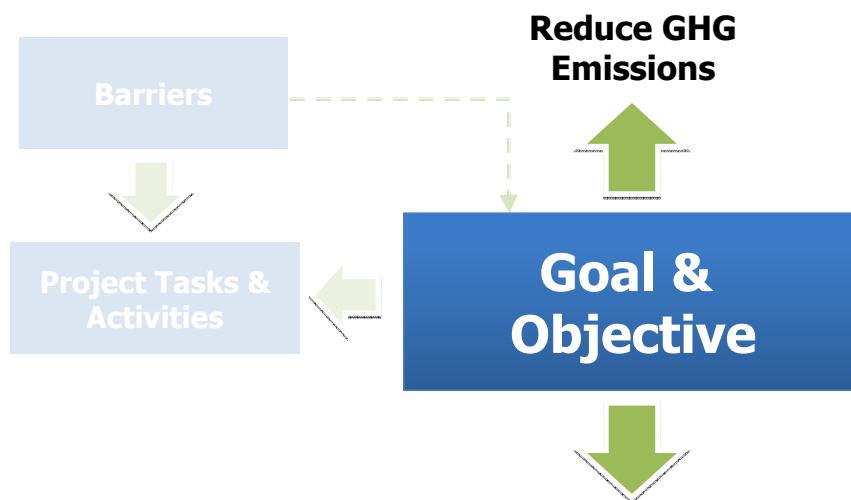 Reduce GHG
Emissions
Barriers
Project Tasks &
Activities
Goal &
Objective